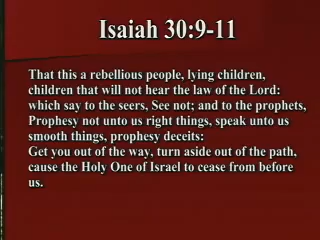 Isaiah 30:9-11
That this a rebellious people, lying children,
children that will not hear the law of the Lord:
which say to the seers, See not; and to the prophets,
Prophesy not unto us right things, speak unto us
smooth things, prophesy deceits:
Get you out of the way, turn aside out of the path,
cause the Holy One of Israel to cease from before
us.